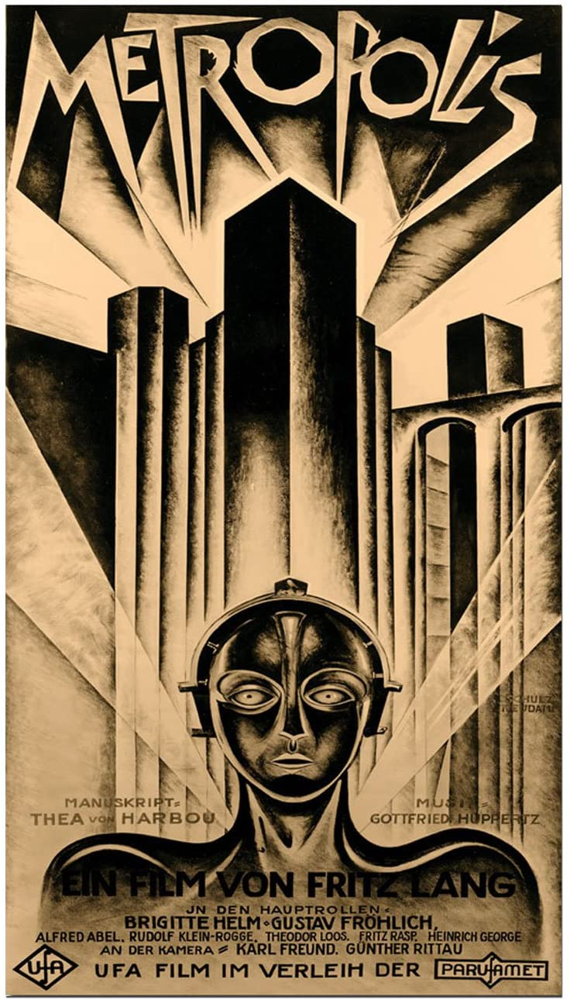 METROPOLIS
SCHULZ
NEUDAMM
MANUSKRIPT=
THEA VON HARBOU
MUSIK=
GOTTFRIED HUPPERTZ
EIN FILM VON FRITZ LANG
JN DEN HAUPTROLLEN=
BRIGITTE HELM=GUSTAV FRÖHLICH,
ALFRED ABEL. RUDOLF KLEIN-ROGGE. THEODOR LOOS. FRITZ RASP. HEINRICH GEORGE
AN DER KAMERA = KARL FREUND. GÜNTHER RITTAU
UFA
UFA FILM IM VERLEIH DER
PARUFAMET